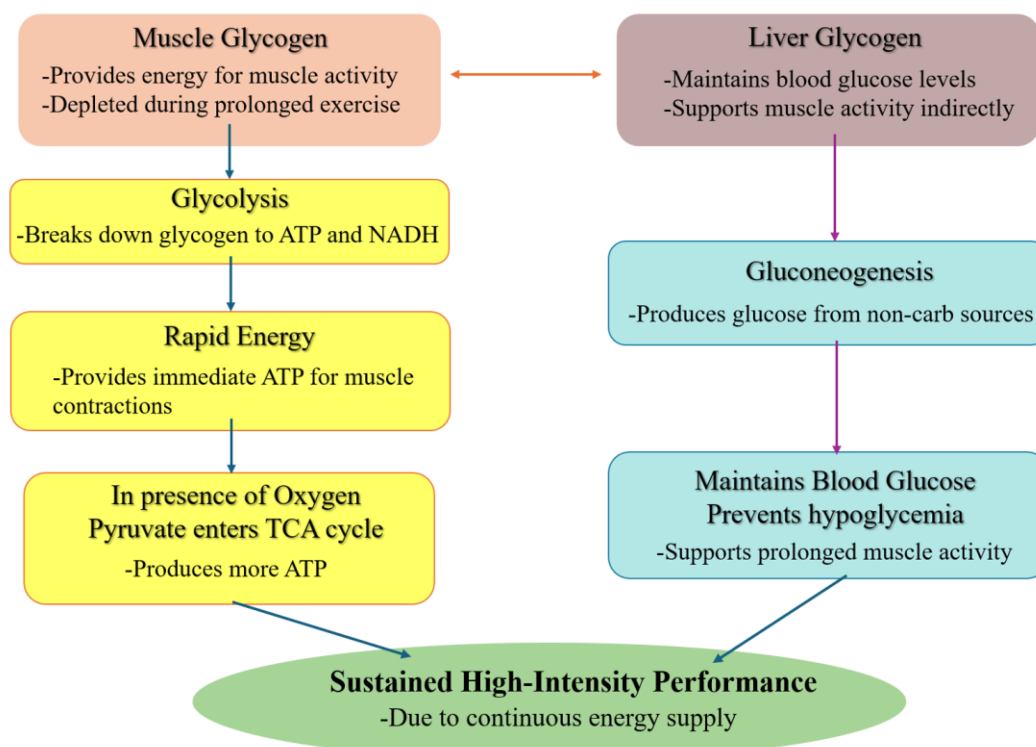 Muscle Glycogen
-Provides energy for muscle activity
-Depleted during prolonged exercise
Glycolysis
-Breaks down glycogen to ATP and NADH
Rapid Energy
-Provides immediate ATP for muscle
contractions
In presence of Oxygen
Pyruvate enters TCA cycle
-Produces more ATP
Liver Glycogen
-Maintains blood glucose levels
-Supports muscle activity indirectly
Gluconeogenesis
-Produces glucose from non-carb sources
Maintains Blood Glucose
Prevents hypoglycemia
-Supports prolonged muscle activity
Sustained High-Intensity Performance
-Due to continuous energy supply